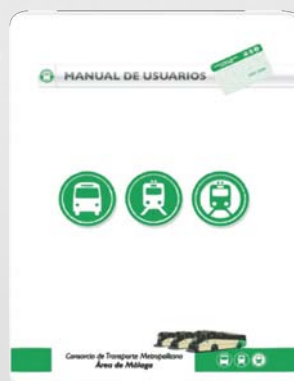 MANUAL DE USUARIOS
Consorcio de Transporte Metropolitano
Área de Málaga